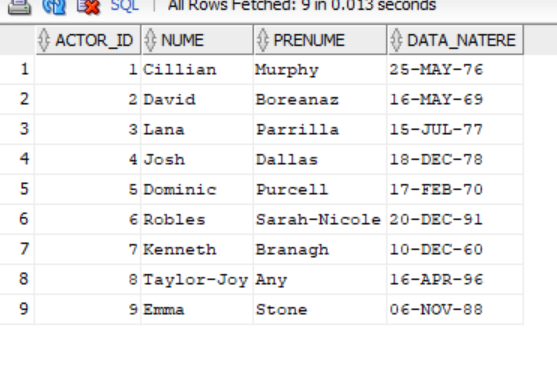 SQL | All Rows Fetched: 9 in 0.013 seconds
ACTOR_ID NUME PRENUME DATA_NATERE
1 1 Cillian Murphy 25-MAY-76
2 2 David Boreanaz 16-MAY-69
3 3 Lana Parrilla 15-JUL-77
4 4 Josh Dallas 18-DEC-78
5 5 Dominic Purcell 17-FEB-70
6 6 Robles Sarah-Nicole 20-DEC-91
7 7 Kenneth Branagh 10-DEC-60
8 8 Taylor-Joy Any 16-APR-96
9 9 Emma Stone 06-NOV-88